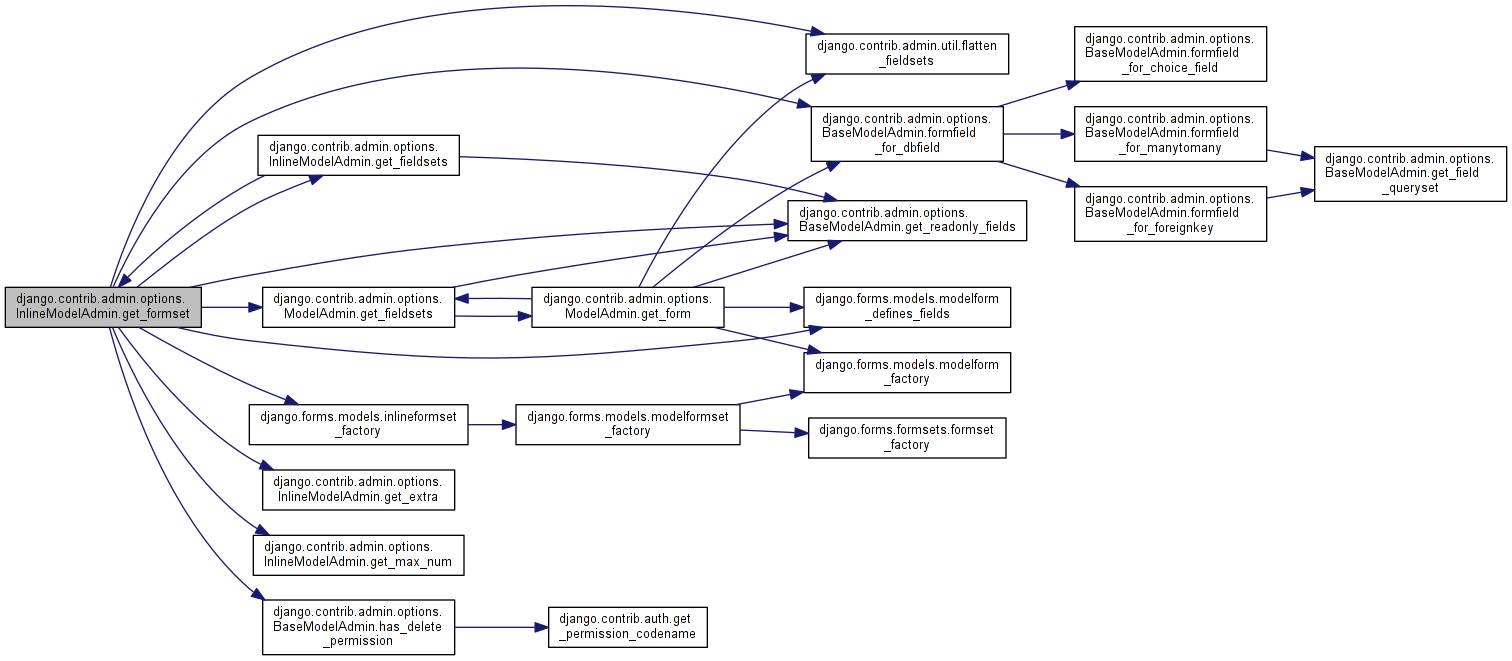 django.contrib.admin.util.flatten
_fieldsets
django.contrib.admin.options.
BaseModelAdmin.formfield
_for_choice_field
django.contrib.admin.options.
BaseModelAdmin.formfield
_for_dbfield
django.contrib.admin.options.
BaseModelAdmin.formfield
_for_manytomany
django.contrib.admin.options.
InlineModelAdmin.get_fieldsets
django.contrib.admin.options.
BaseModelAdmin.get_field
_queryset
django.contrib.admin.options.
BaseModelAdmin.get_readonly_fields
django.contrib.admin.options.
BaseModelAdmin.formfield
_for_foreignkey
django.contrib.admin.options.
InlineModelAdmin.get_formset
django.contrib.admin.options.
ModelAdmin.get_fieldsets
django.contrib.admin.options.
ModelAdmin.get_form
django.forms.models.modelform
_defines_fields
django.forms.models.modelform
_factory
django.forms.models.inlineformset
_factory
django.forms.models.modelformset
_factory
django.forms.formsets.formset
_factory
django.contrib.admin.options.
InlineModelAdmin.get_extra
django.contrib.admin.options.
InlineModelAdmin.get_max_num
django.contrib.admin.options.
BaseModelAdmin.has_delete
_permission
django.contrib.auth.get
_permission_codename